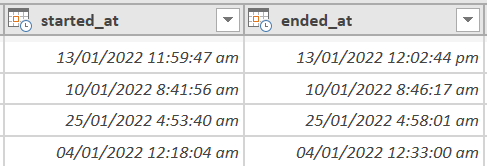 started_at ended_at
13/01/2022 11:59:47 am 13/01/2022 12:02:44 pm
10/01/2022 8:41:56 am 10/01/2022 8:46:17 am
25/01/2022 4:53:40 am 25/01/2022 4:58:01 am
04/01/2022 12:18:04 am 04/01/2022 12:33:00 am